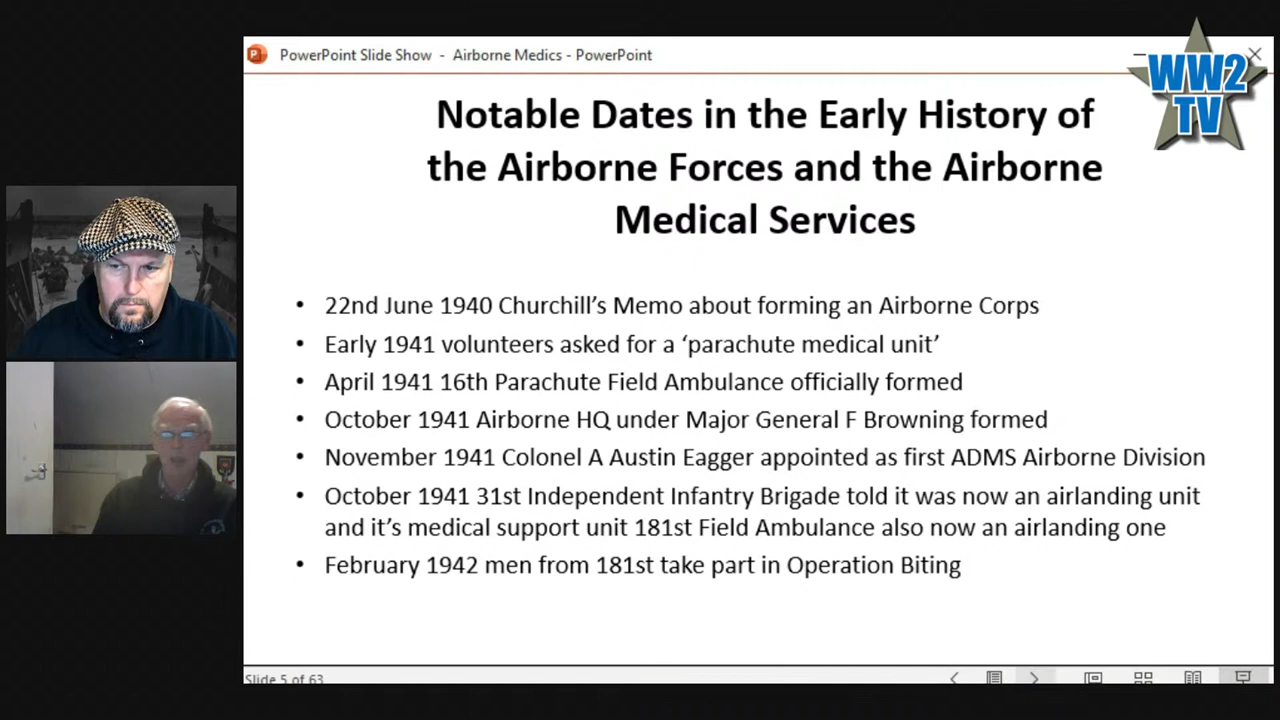 PowerPoint Slide Show - Airborne Medics - PowerPoint
WW2
TV
Notable Dates in the Early History of
the Airborne Forces and the Airborne
Medical Services
• 22nd June 1940 Churchill’s Memo about forming an Airborne Corps
• Early 1941 volunteers asked for a ‘parachute medical unit’
• April 1941 16th Parachute Field Ambulance officially formed
• October 1941 Airborne HQ under Major General F Browning formed
• November 1941 Colonel A Austin Eagger appointed as first ADMS Airborne Division
• October 1941 31st Independent Infantry Brigade told it was now an airlanding unit
and it’s medical support unit 181st Field Ambulance also now an airlanding one
• February 1942 men from 181st take part in Operation Biting
Slide 5 of 63